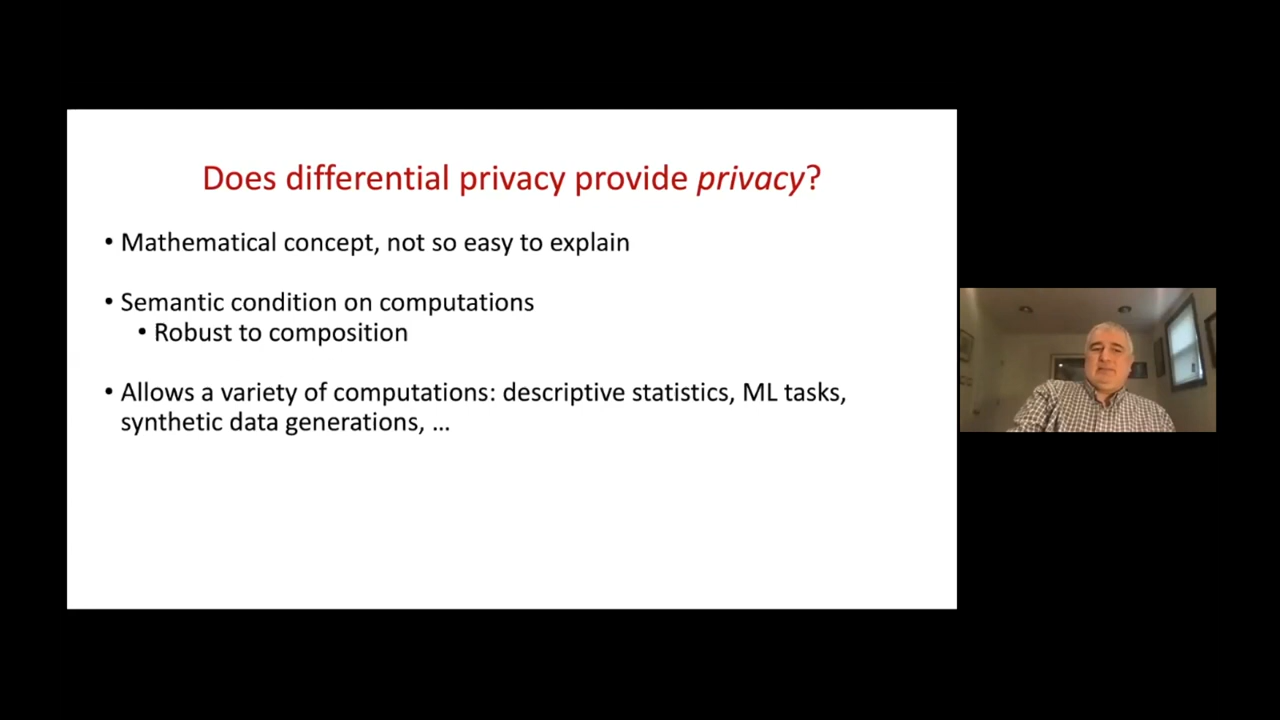 Does differential privacy provide privacy?
• Mathematical concept, not so easy to explain
• Semantic condition on computations
• Robust to composition
• Allows a variety of computations: descriptive statistics, ML tasks,
synthetic data generations, ...